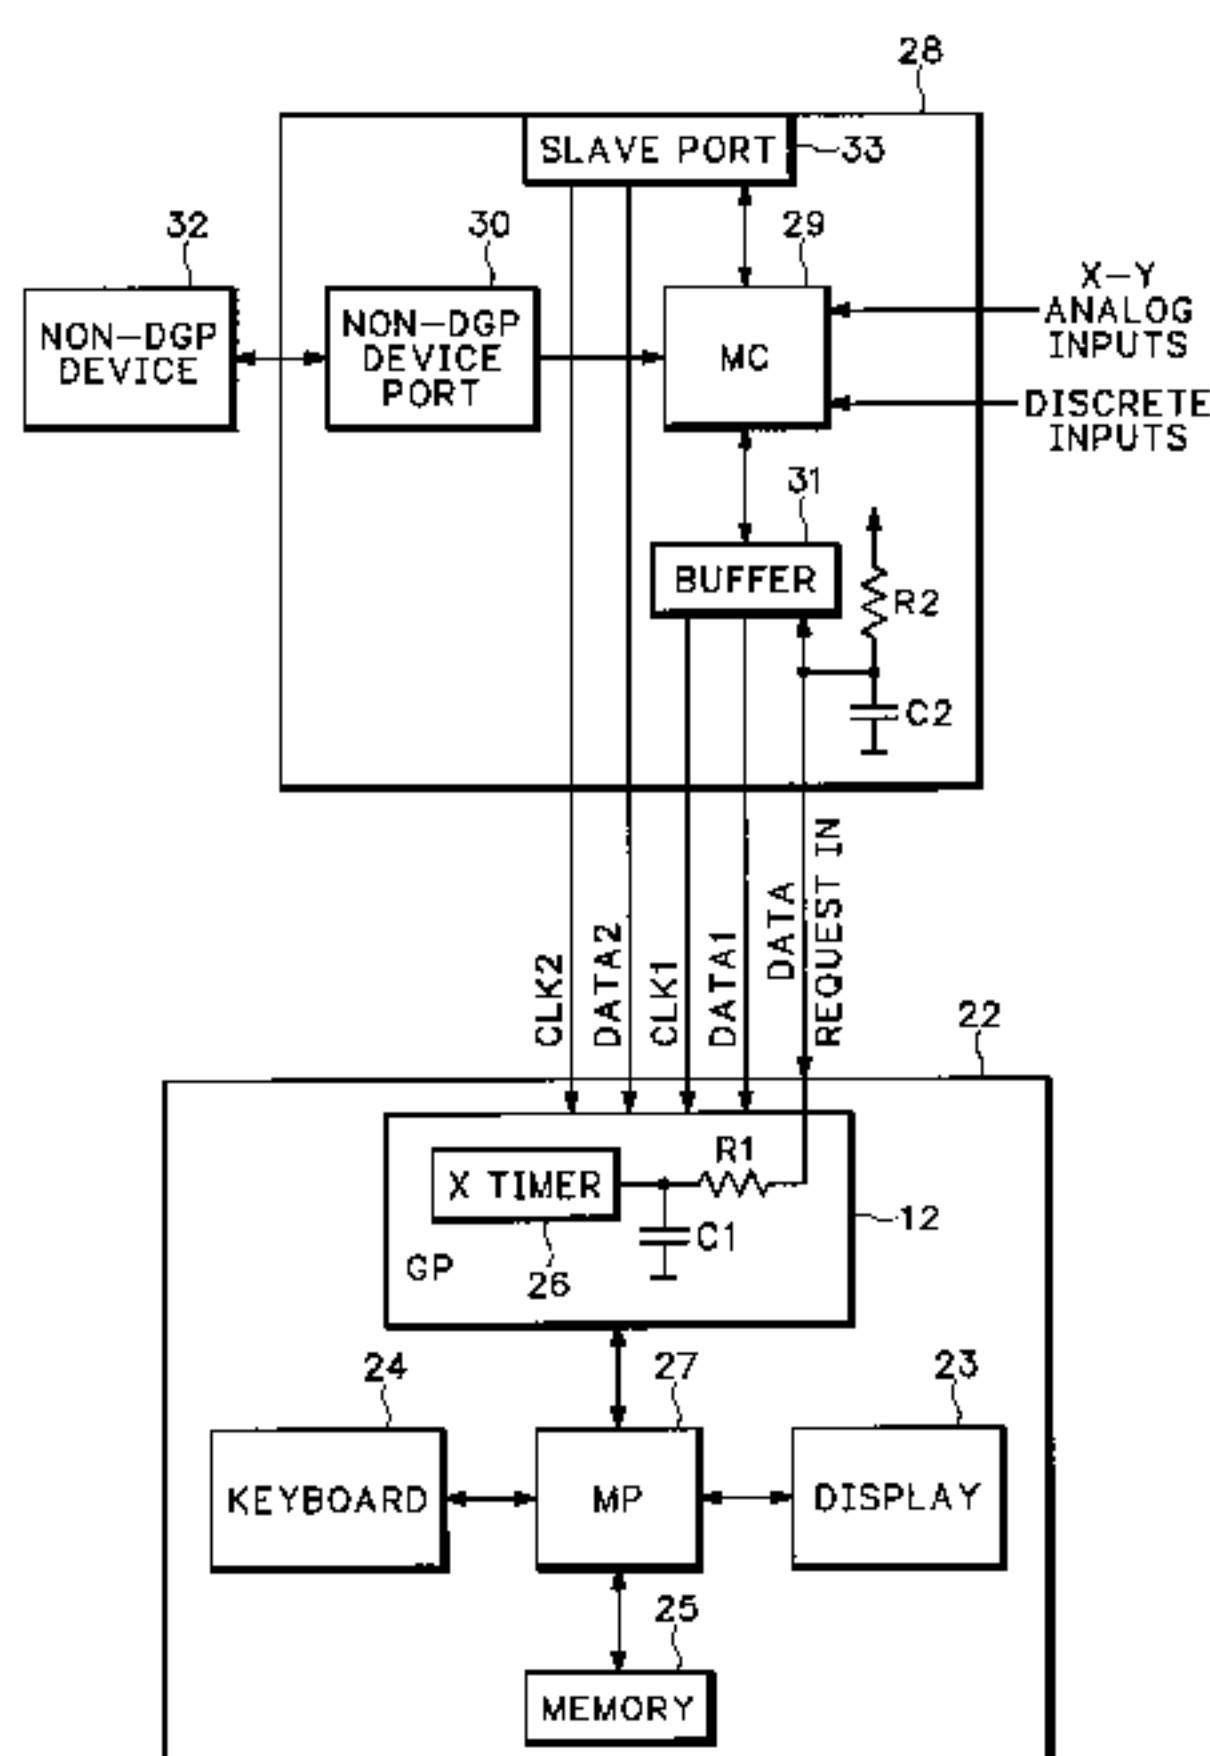 28
SLAVE PORT
33
32
30
29
NON-DGP
DEVICE
NON-DGP
DEVICE
PORT
MC
X-Y
ANALOG
INPUTS
DISCRETE
INPUTS
31
BUFFER
R2
C2
CLK2
DATA2
CLK1
DATA1
DATA
REQUEST IN
22
R1
X TIMER
12
C1
GP
26
24
27
23
KEYBOARD
MP
DISPLAY
25
MEMORY